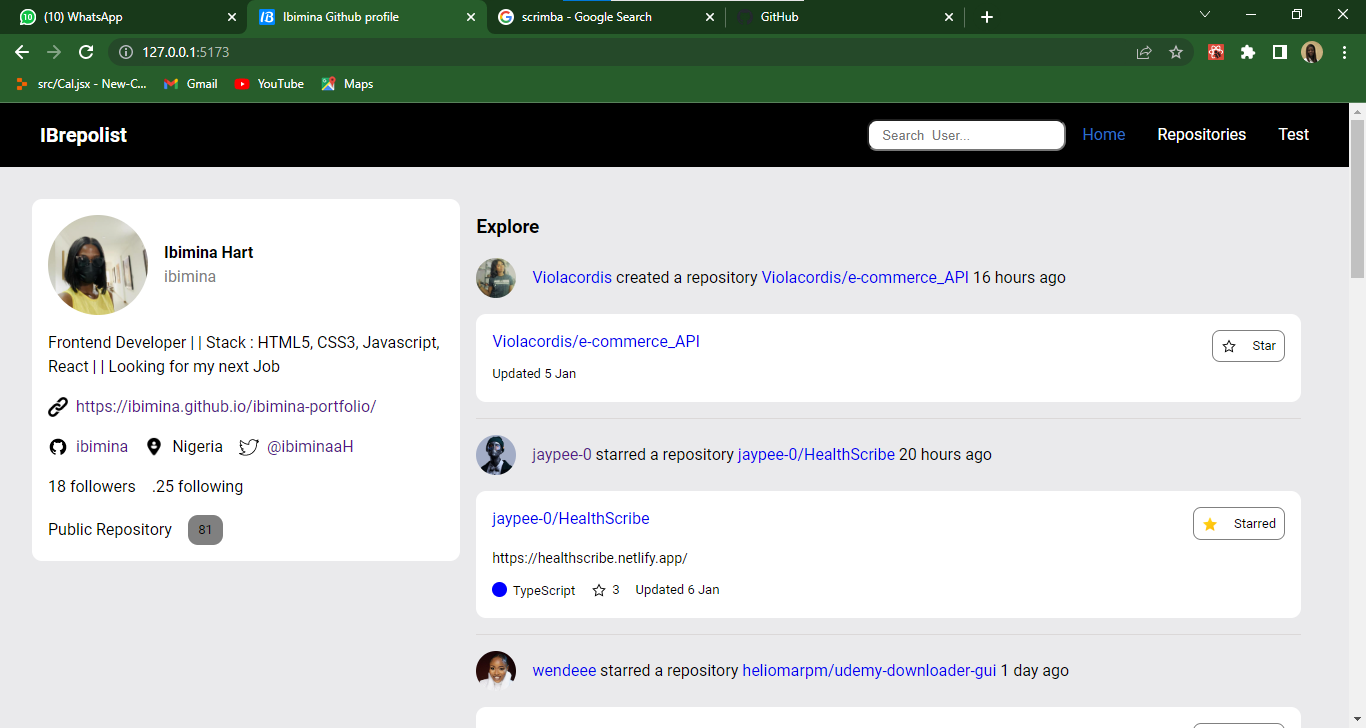 10 (10) WhatsApp
IB Ibimina Github profile
scrimba - Google Search
GitHub
127.0.0.1:5173
src/Cal.jsx - New-C...
Gmail
YouTube
Maps
IBrepolist
Search User...
Home
Repositories
Test
Ibimina Hart
ibimina
Frontend Developer | | Stack : HTML5, CSS3, Javascript,
React | | Looking for my next Job
https://ibimina.github.io/ibimina-portfolio/
ibimina Nigeria @ibiminaaH
18 followers .25 following
Public Repository 81
Explore
Violacordis created a repository Violacordis/e-commerce_API 16 hours ago
Violacordis/e-commerce_API
Star
Updated 5 Jan
jaypee-0 starred a repository jaypee-0/HealthScribe 20 hours ago
jaypee-0/HealthScribe
Starred
https://healthscribe.netlify.app/
TypeScript 3 Updated 6 Jan
wendeee starred a repository heliomarpm/udemy-downloader-gui 1 day ago